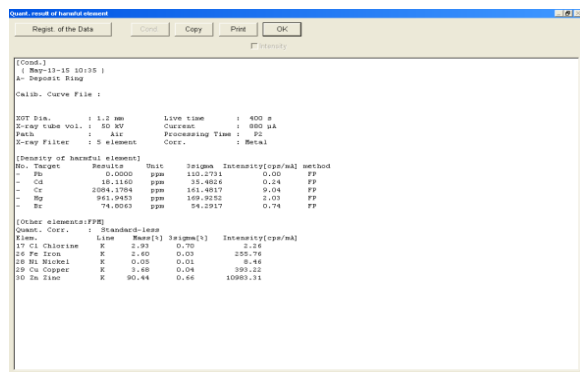 Quant. result of harmful element
Regist. of the Data Cond Copy Print OK
Intensity
[Cond.]
( May-13-15 10:35 )
A- Deposit Ring
Calib. Curve File :
XGT Dia. : 1.2 mm Live time : 400 s
X-ray tube vol. : 50 kV Current : 880 µA
Path : Air Processing Time : P2
X-ray Filter : 5 element Corr. : Metal
[Density of harmful element]
No. Target Results Unit 3sigma Intensity[cps/mA] method
- Pb 0.0000 ppm 110.2731 0.00 FP
- Cd 18.1160 ppm 35.4826 0.24 FP
- Cr 2084.1784 ppm 161.4817 9.04 FP
- Hg 961.9453 ppm 169.9252 2.03 FP
- Br 74.8063 ppm 54.2917 0.74 FP
[Other elements:FPM]
Quant. Corr. : Standard-less
Elem. Line Mass[%] 3sigma[%] Intensity[cps/mA]
17 Cl Chlorine K 2.93 0.70 2.26
26 Fe Iron K 2.60 0.03 255.76
28 Ni Nickel K 0.05 0.01 8.46
29 Cu Copper K 3.68 0.04 393.22
30 Zn Zinc K 90.44 0.66 10983.31